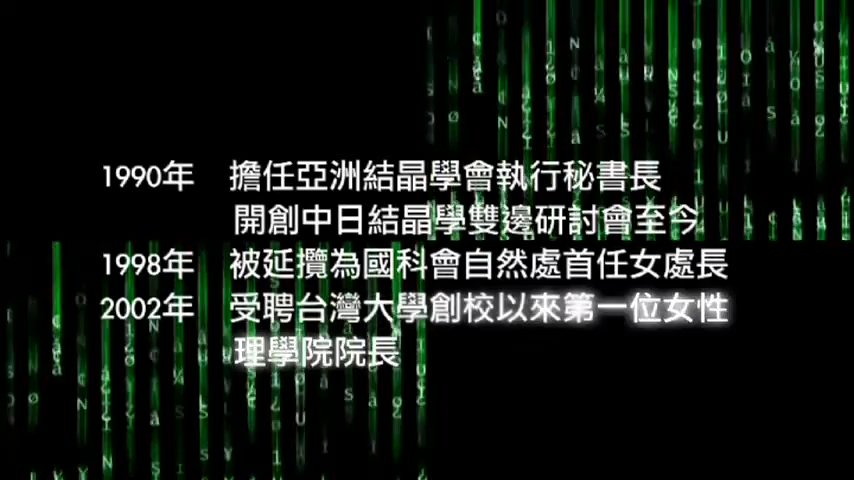 1990年 擔任亞洲結晶學會執行秘書長
開創中日結晶學雙邊研討會至今
1998年 被延攬為國科會自然處首任女處長
2002年 受聘台灣大學創校以來第一位女性
理學院院長